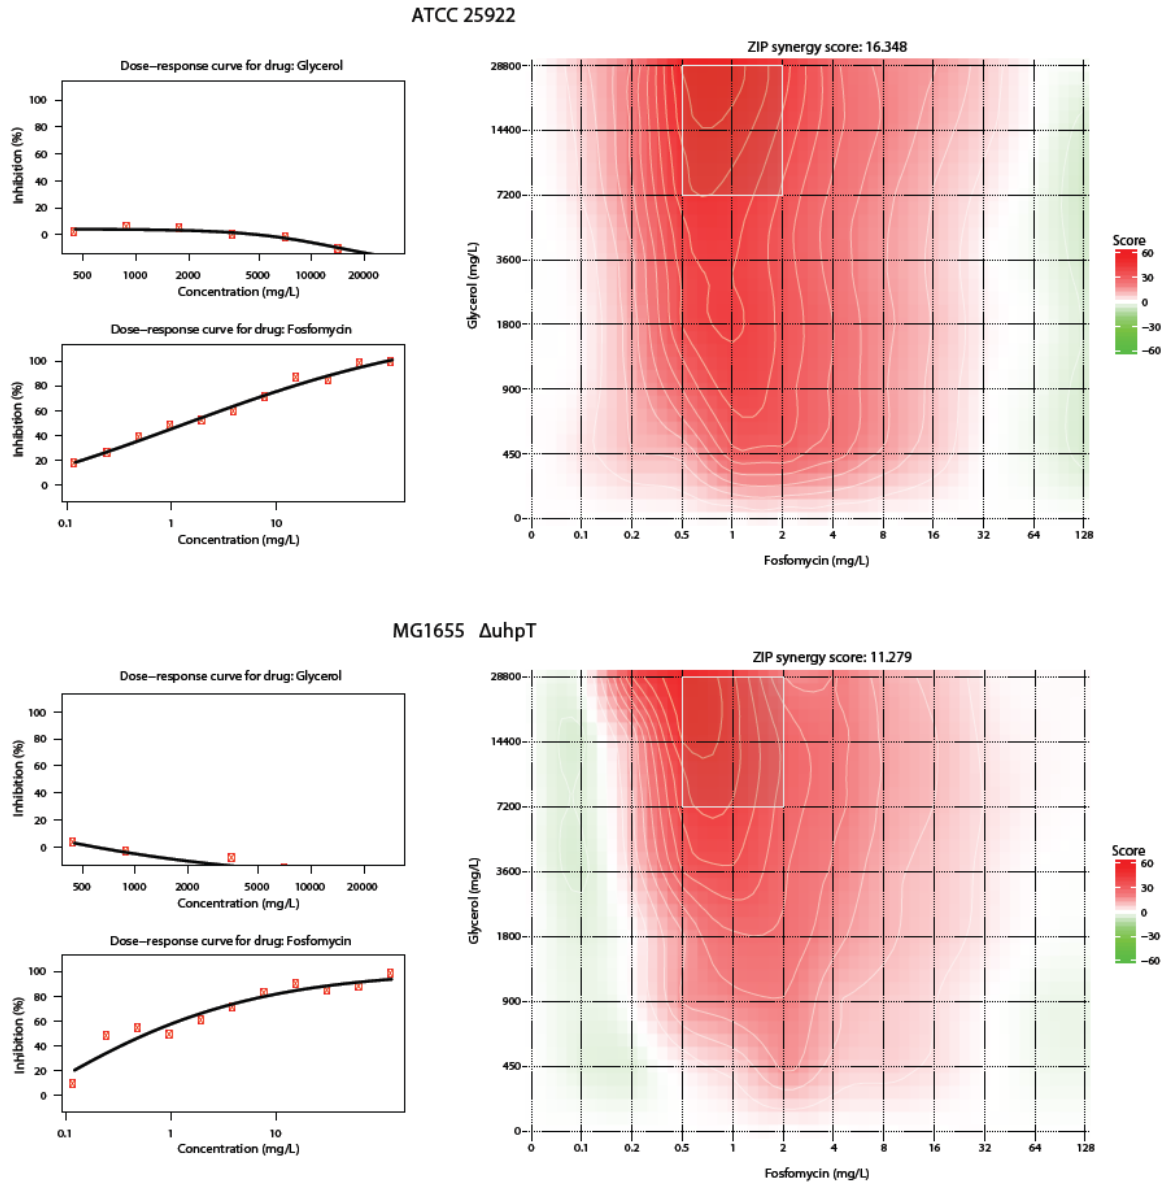 ATCC 25922
Dose–response curve for drug: Glycerol
Inhibition (%)
100
80
60
40
20
0
500 1000 2000 5000 10000 20000
Concentration (mg/L)
Dose–response curve for drug: Fosfomycin
Inhibition (%)
100
80
60
40
20
0
0.1 1 10
Concentration (mg/L)
ZIP synergy score: 16.348
Glycerol (mg/L)
28800
14400
7200
3600
1800
900
450
0
0 0.1 0.2 0.5 1 2 4 8 16 32 64 128
Fosfomycin (mg/L)
Score
60
30
0
−30
−60
MG1655 ΔuhpT
Dose–response curve for drug: Glycerol
Inhibition (%)
100
80
60
40
20
0
500 1000 2000 5000 10000 20000
Concentration (mg/L)
Dose–response curve for drug: Fosfomycin
Inhibition (%)
100
80
60
40
20
0
0.1 1 10
Concentration (mg/L)
ZIP synergy score: 11.279
Glycerol (mg/L)
28800
14400
7200
3600
1800
900
450
0
0 0.1 0.2 0.5 1 2 4 8 16 32 64 128
Fosfomycin (mg/L)
Score
60
30
0
−30
−60